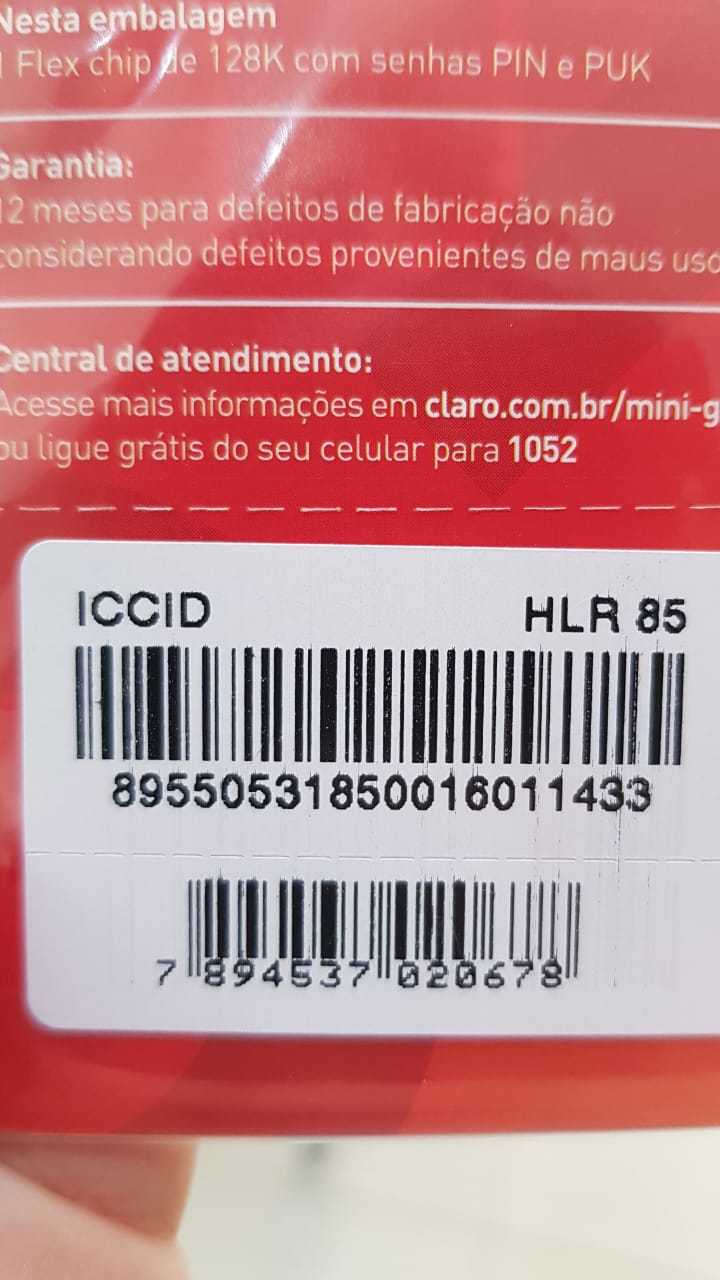 Nesta embalagem
1 Flex chip de 128K com senhas PIN e PUK
Garantia:
12 meses para defeitos de fabricação não
considerando defeitos provenientes de maus uso
Central de atendimento:
Acesse mais informações em claro.com.br/mini-g
ou ligue grátis do seu celular para 1052
ICCID HLR 85
89550531850016011433
7 894537 020678